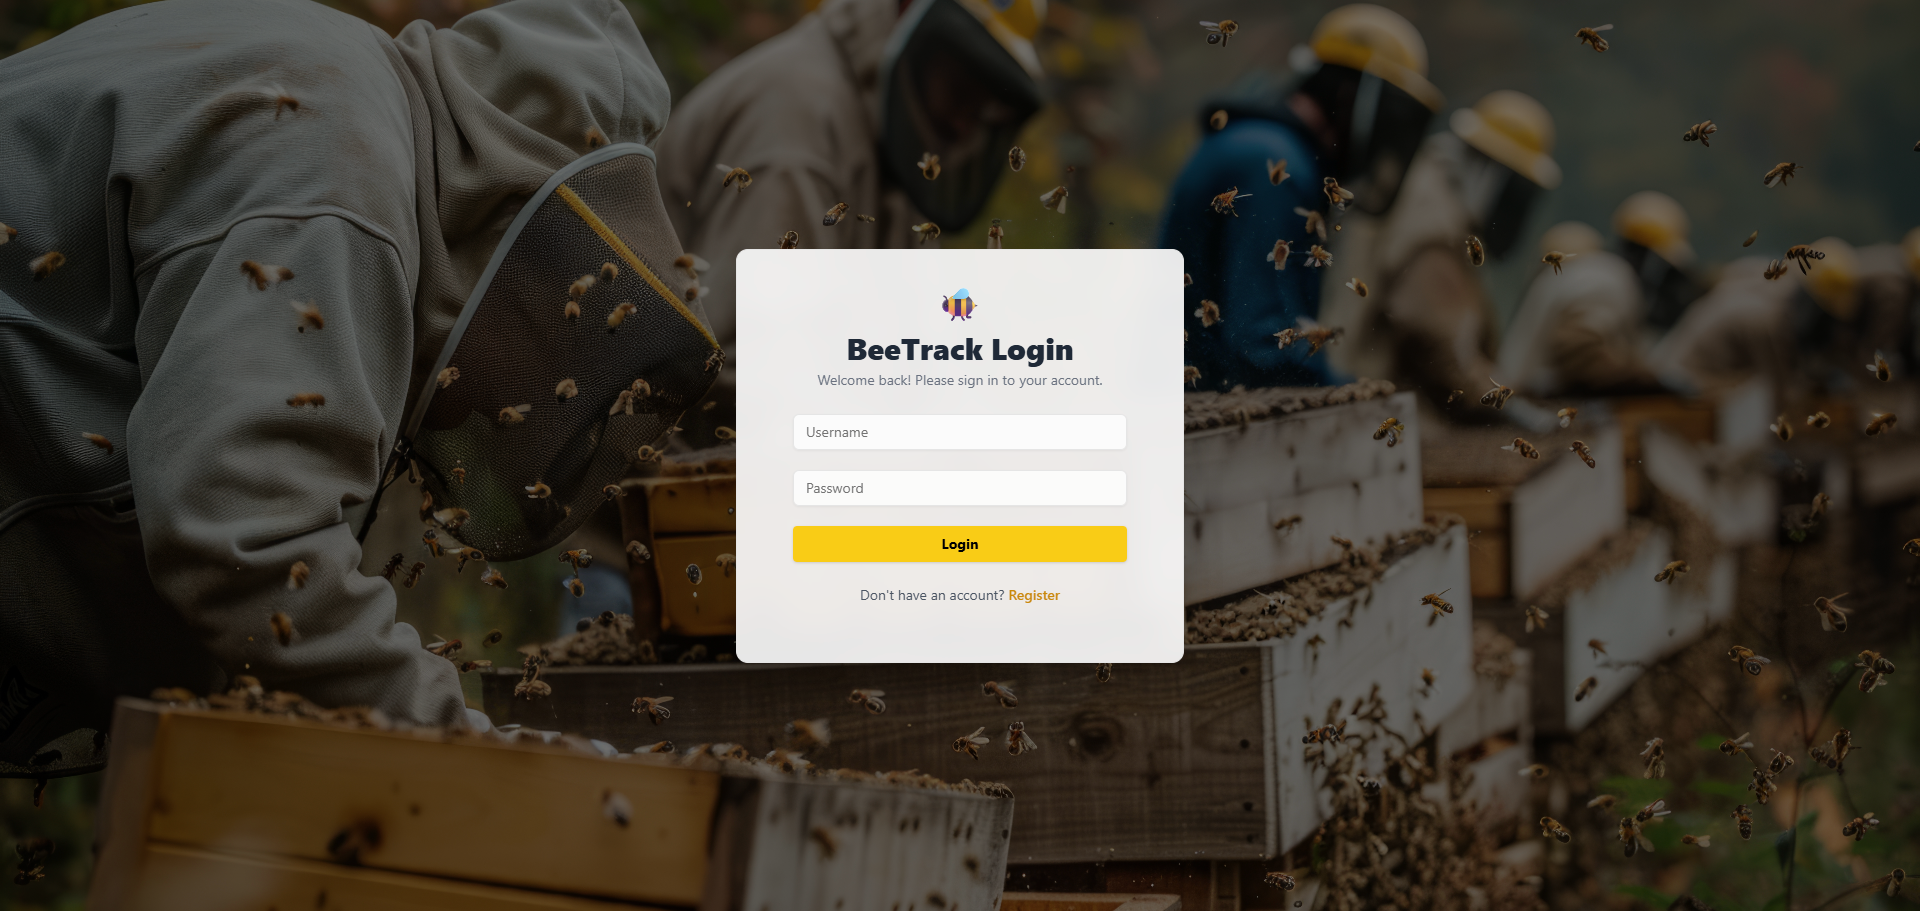 BeeTrack Login
Welcome back! Please sign in to your account.
Username
Password
Login
Don't have an account? Register